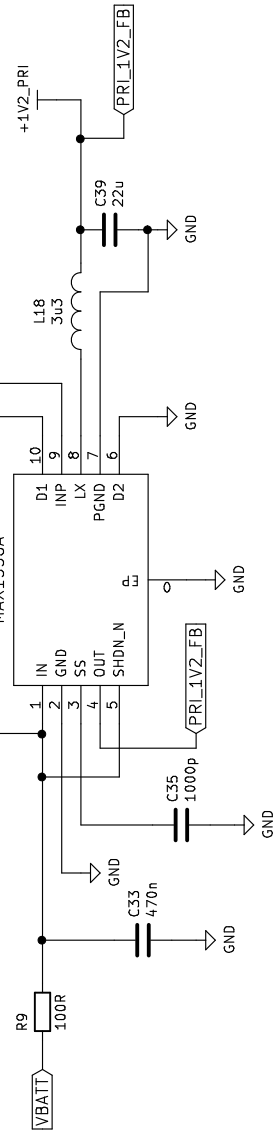 VBATT
R9
100R
C33
470n
GND
GND
C35
1000p
GND
PRI_1V2_FB
1
2
3
4
5
IN
GND
SS
OUT
SHDN_N
EP
0
GND
D1
INP
LX
PGND
D2
10
9
8
7
6
GND
L18
3u3
C39
22u
GND
+1V2_PRI
PRI_1V2_FB